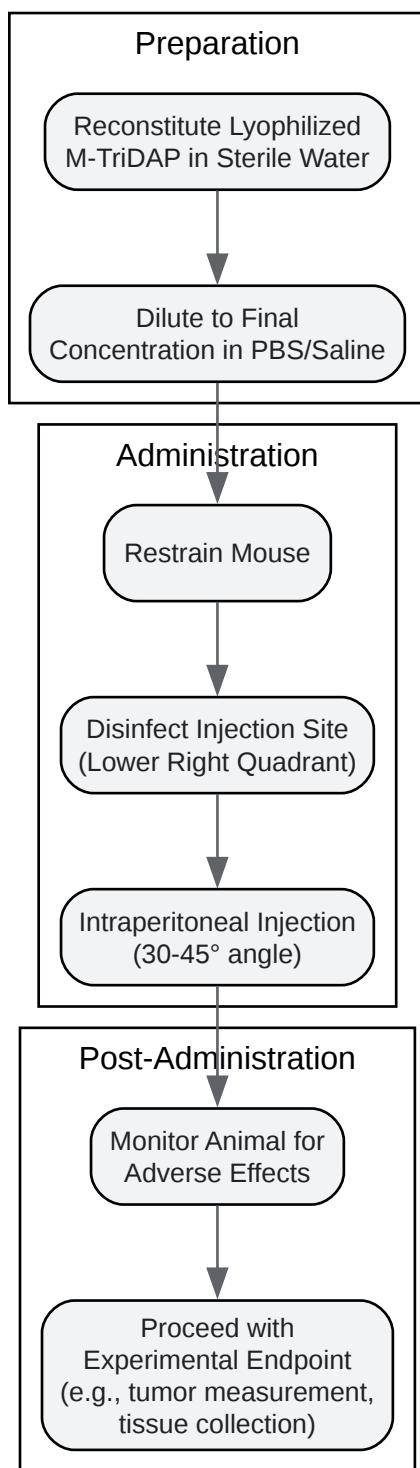 Preparation
Reconstitute Lyophilized
M-TriDAP in Sterile Water
Dilute to Final
Concentration in PBS/Saline
Administration
Restrain Mouse
Disinfect Injection Site
(Lower Right Quadrant)
Intraperitoneal Injection
(30-45° angle)
Post-Administration
Monitor Animal for
Adverse Effects
Proceed with
Experimental Endpoint
(e.g., tumor measurement,
tissue collection)